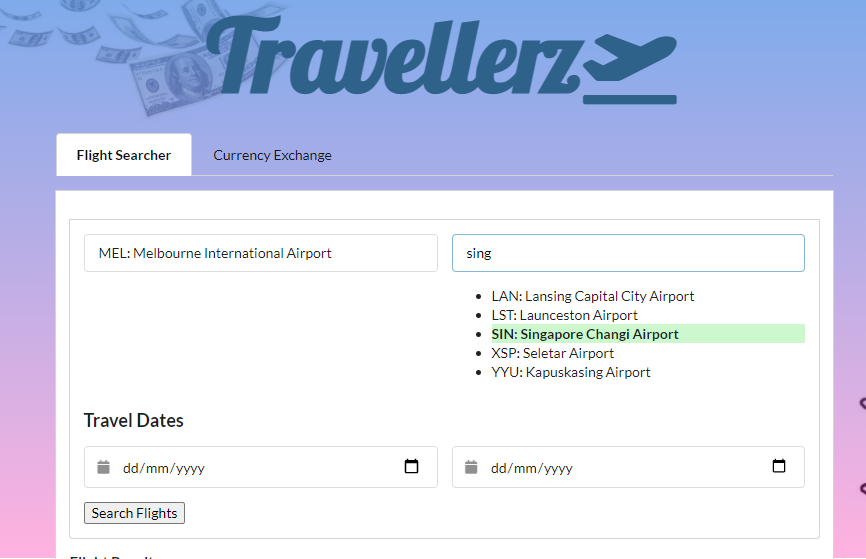 Travellerz
Flight Searcher
Currency Exchange
MEL: Melbourne International Airport
sing
LAN: Lansing Capital City Airport
LST: Launceston Airport
SIN: Singapore Changi Airport
XSP: Seletar Airport
YYU: Kapuskasing Airport
Travel Dates
dd/mm/yyyy
dd/mm/yyyy
Search Flights